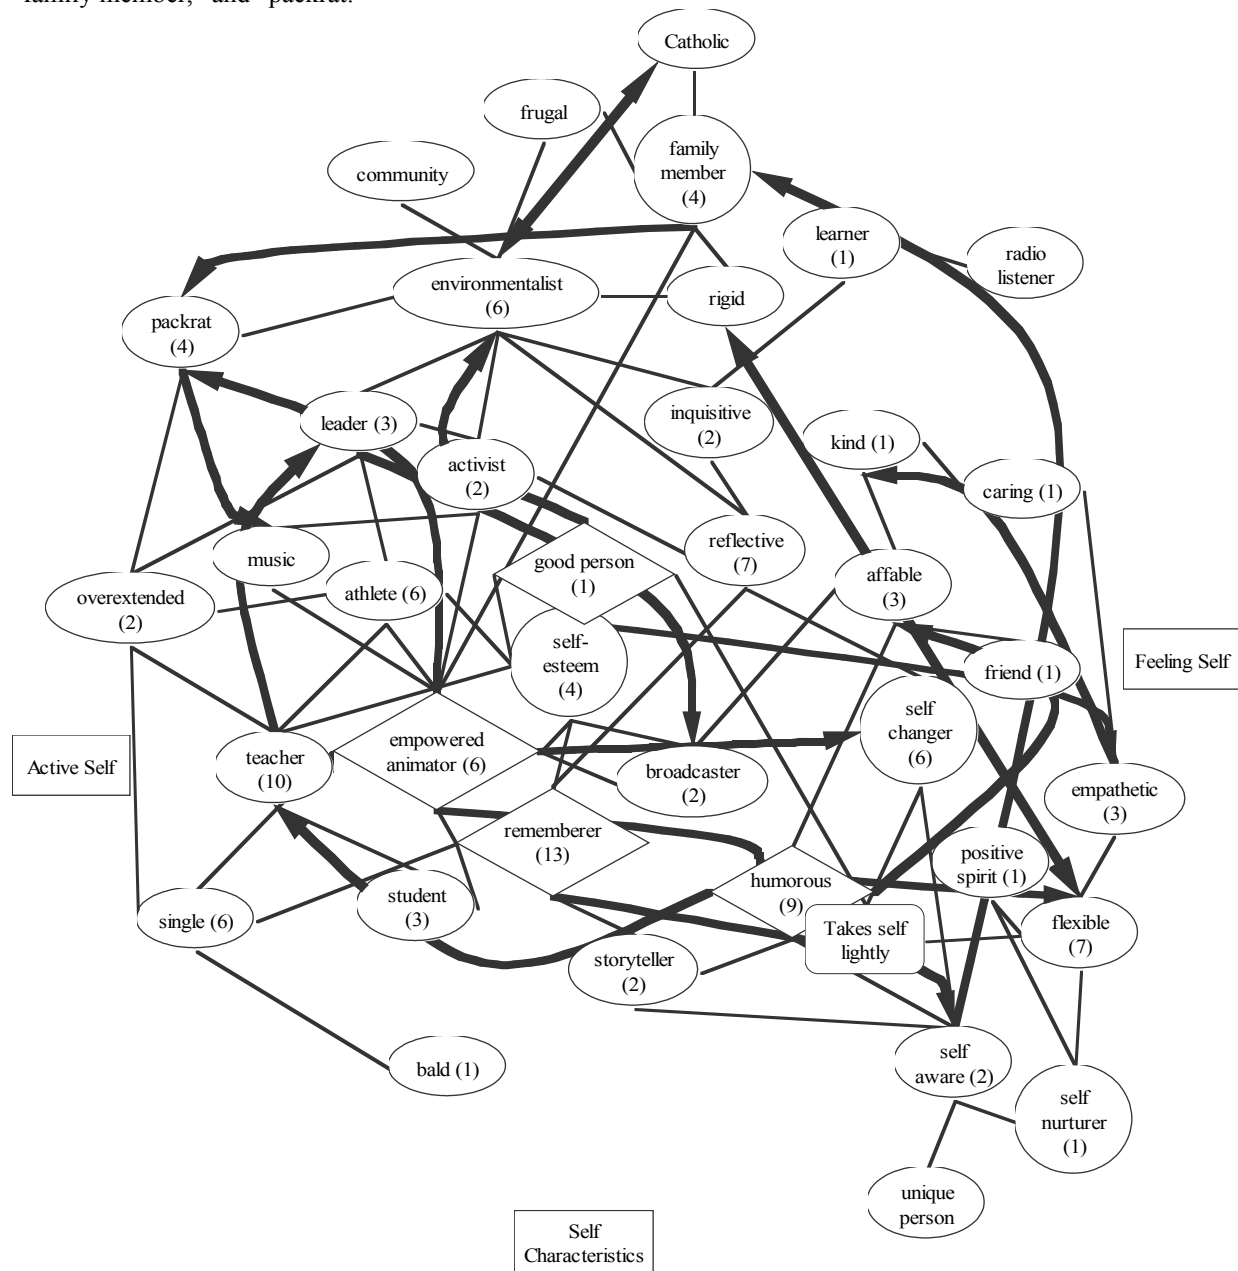 family member," and "packrat."
Catholic
frugal
family
member
(4)
community
learner
(1)
radio
listener
environmentalist
(6)
rigid
packrat
(4)
leader (3)
inquisitive
(2)
kind (1)
activist
(2)
caring (1)
music
good person
(1)
reflective
(7)
affable
(3)
overextended
(2)
athlete (6)
self-
esteem
(4)
friend (1)
Feeling Self
self
changer
(6)
Active Self
teacher
(10)
empowered
animator (6)
broadcaster
(2)
empathetic
(3)
rememberer
(13)
positive
spirit (1)
humorous
(9)
student
(3)
single (6)
Takes self
lightly
flexible
(7)
storyteller
(2)
bald (1)
self
aware (2)
self
nurturer
(1)
unique
person
Self
Characteristics